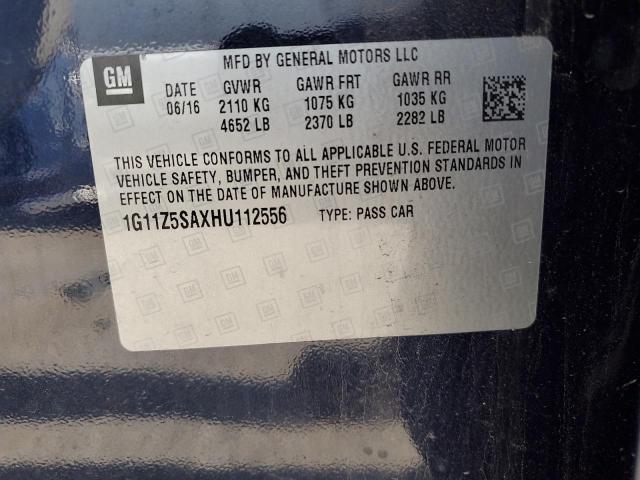 GM
MFD BY GENERAL MOTORS LLC
DATE GVWR GAWR FRT GAWR RR
06/16 2110 KG 1075 KG 1035 KG
4652 LB 2370 LB 2282 LB
THIS VEHICLE CONFORMS TO ALL APPLICABLE U.S. FEDERAL MOTOR
VEHICLE SAFETY, BUMPER, AND THEFT PREVENTION STANDARDS IN
EFFECT ON THE DATE OF MANUFACTURE SHOWN ABOVE.
1G11Z5SAXHU112556 TYPE: PASS CAR